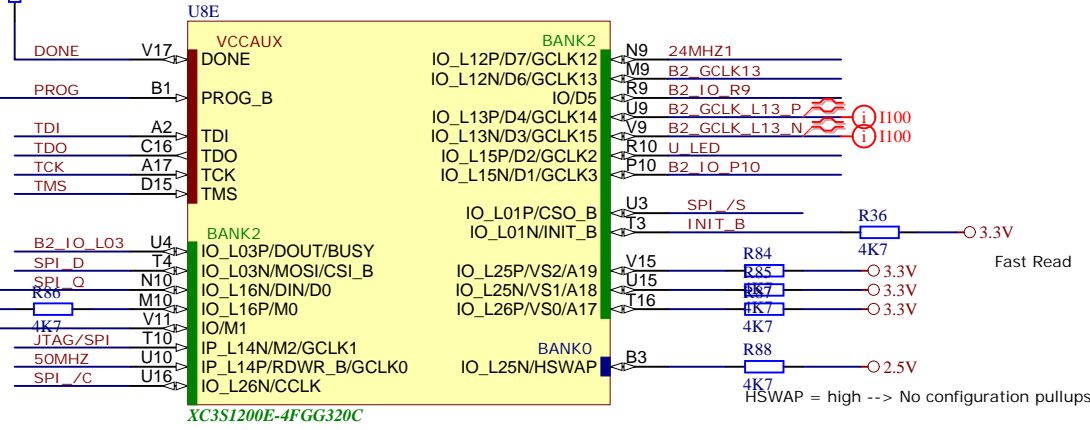 U8E
VCCAUX
BANK2
DONE V17 DONE
IO_L12P/D7/GCLK12 N9 24MHZ1
IO_L12N/D6/GCLK13 M9 B2_GCLK13
PROG B1 PROG_B
IO/D5 R9 B2_IO_R9
IO_L13P/D4/GCLK14 U9 B2_GCLK_L13_P i I100
TDI A2 TDI
IO_L13N/D3/GCLK15 V9 B2_GCLK_L13_N i I100
TDO C16 TDO
IO_L15P/D2/GCLK2 R10 U_LED
TCK A17 TCK
IO_L15N/D1/GCLK3 P10 B2_IO_P10
TMS D15 TMS
IO_L01P/CSO_B U3 SPI_/S
IO_L01N/INIT_B T3 INIT_B R36 4K7 3.3V
Fast Read
BANK2
B2_IO_L03 U4 IO_L03P/DOUT/BUSY
SPI_D T4 IO_L03N/MOSI/CSI_B
IO_L25P/VS2/A19 V15 R84 3.3V
SPI_Q N10 IO_L16N/DIN/D0
IO_L25N/VS1/A18 U15 R85 4K7 3.3V
R86 4K7 M10 IO_L16P/M0
IO_L26P/VS0/A17 T16 R87 4K7 3.3V
V11 IO/M1
JTAG/SPI T10 IP_L14N/M2/GCLK1
BANK0
50MHZ U10 IP_L14P/RDWR_B/GCLK0
IO_L25N/HSWAP B3 R88 4K7 2.5V
SPI_/C U16 IO_L26N/CCLK
HSWAP = high --> No configuration pullups
XC3S1200E-4FGG320C